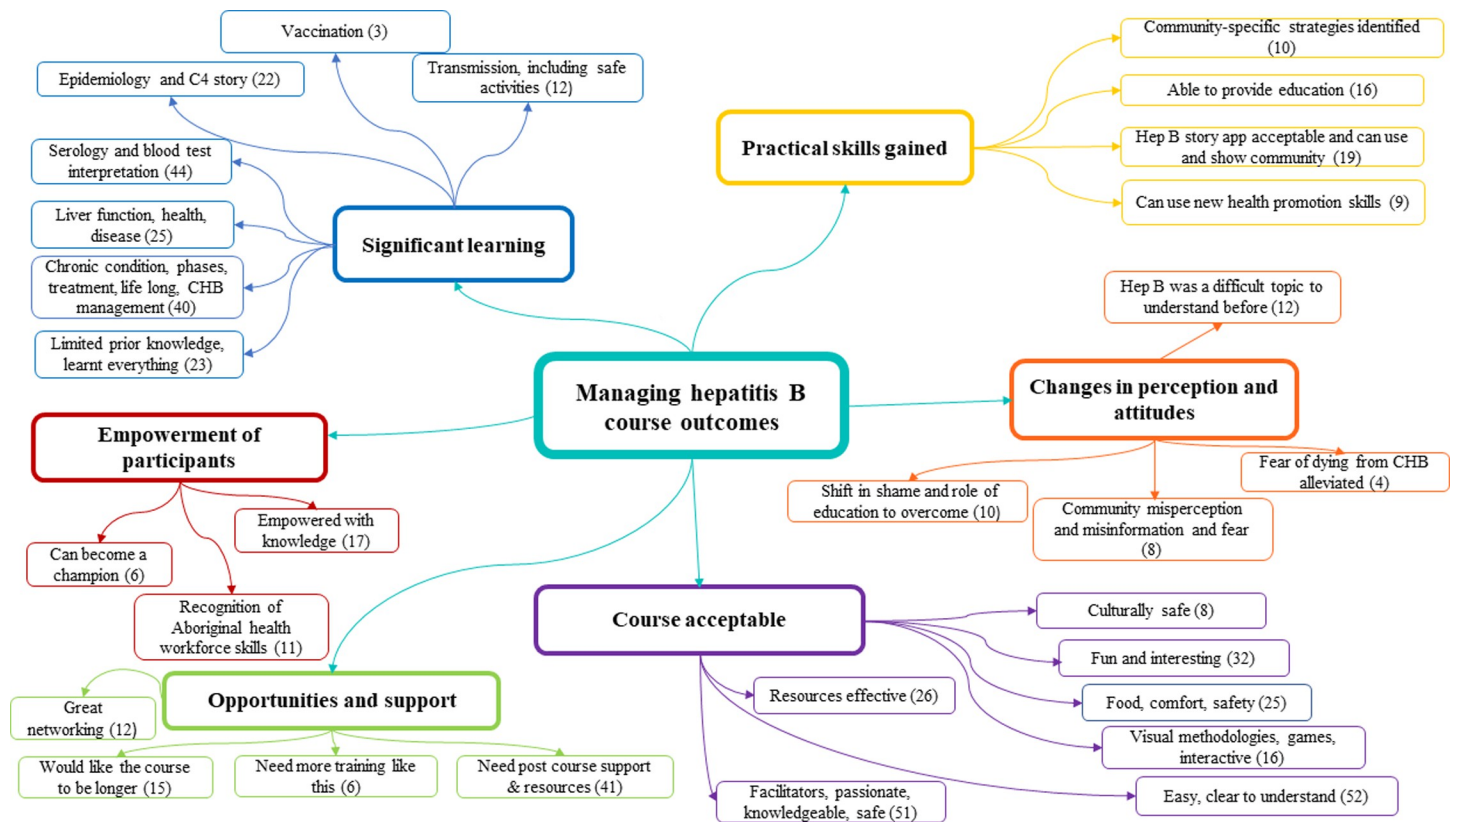 Vaccination (3)
Epidemiology and C4 story (22)
Transmission, including safe
activities (12)
Serology and blood test
interpretation (44)
Liver function, health,
disease (25)
Chronic condition, phases,
treatment, life long, CHB
management (40)
Limited prior knowledge,
learnt everything (23)
Significant learning
Practical skills gained
Community-specific strategies identified
(10)
Able to provide education (16)
Hep B story app acceptable and can use
and show community (19)
Can use new health promotion skills (9)
Managing hepatitis B
course outcomes
Hep B was a difficult topic to
understand before (12)
Changes in perception and
attitudes
Shift in shame and role of
education to overcome (10)
Community misperception
and misinformation and fear
(8)
Fear of dying from CHB
alleviated (4)
Empowerment of
participants
Can become a
champion (6)
Empowered with
knowledge (17)
Recognition of
Aboriginal health
workforce skills (11)
Opportunities and support
Great
networking (12)
Would like the course
to be longer (15)
Need more training like
this (6)
Need post course support
& resources (41)
Course acceptable
Culturally safe (8)
Fun and interesting (32)
Resources effective (26)
Food, comfort, safety (25)
Visual methodologies, games,
interactive (16)
Facilitators, passionate,
knowledgeable, safe (51)
Easy, clear to understand (52)